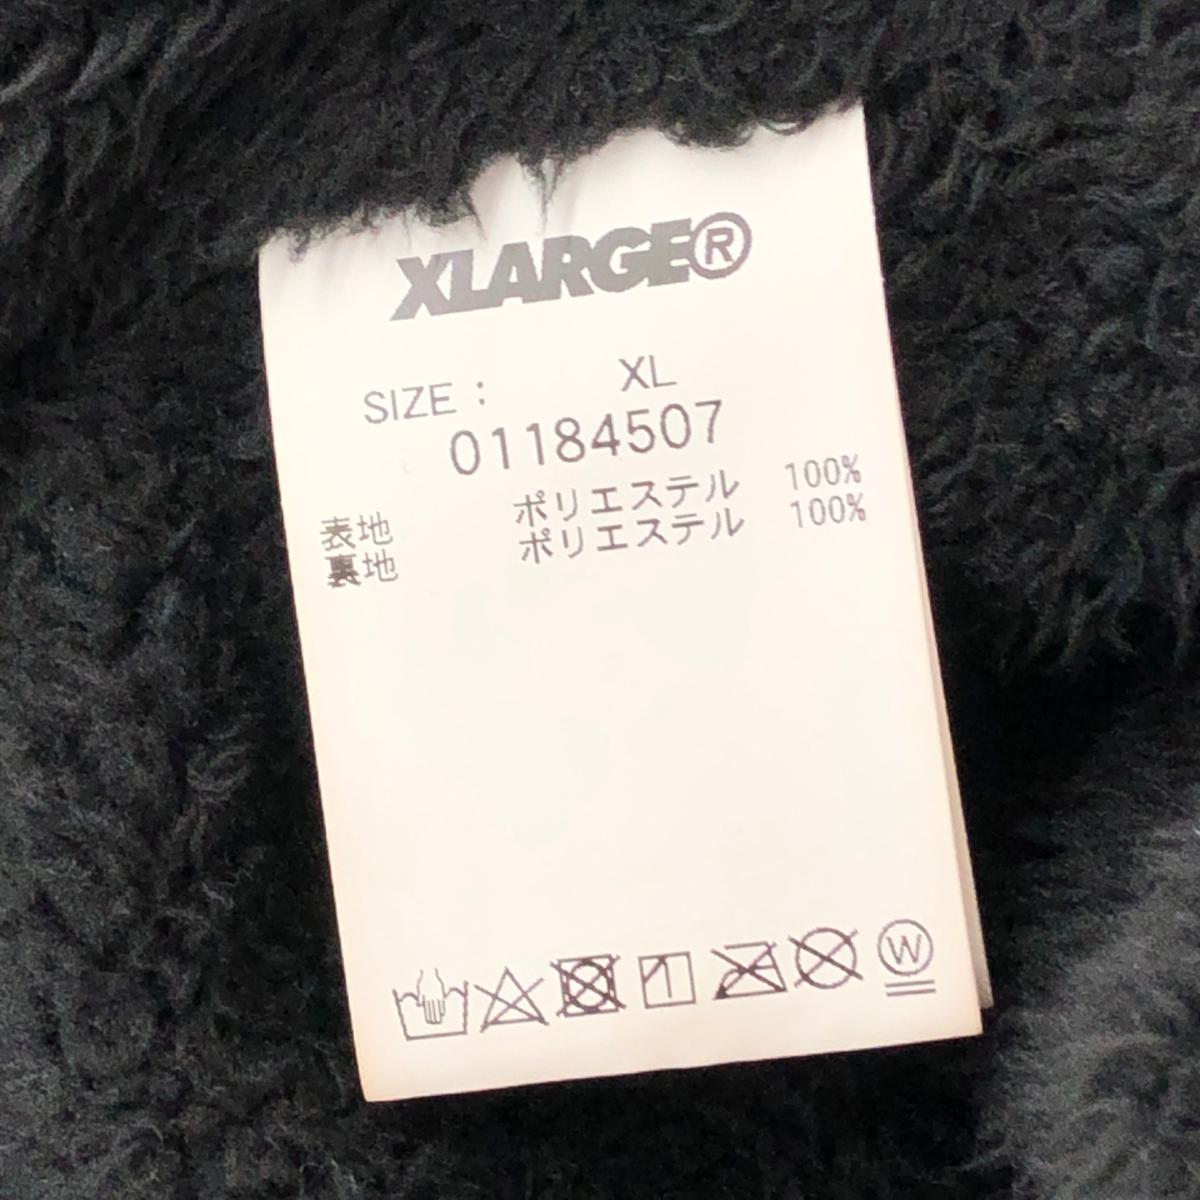 XLARGE®
SIZE: XL
01184507
表地 ポリエステル 100%
裏地 ポリエステル 100%
W